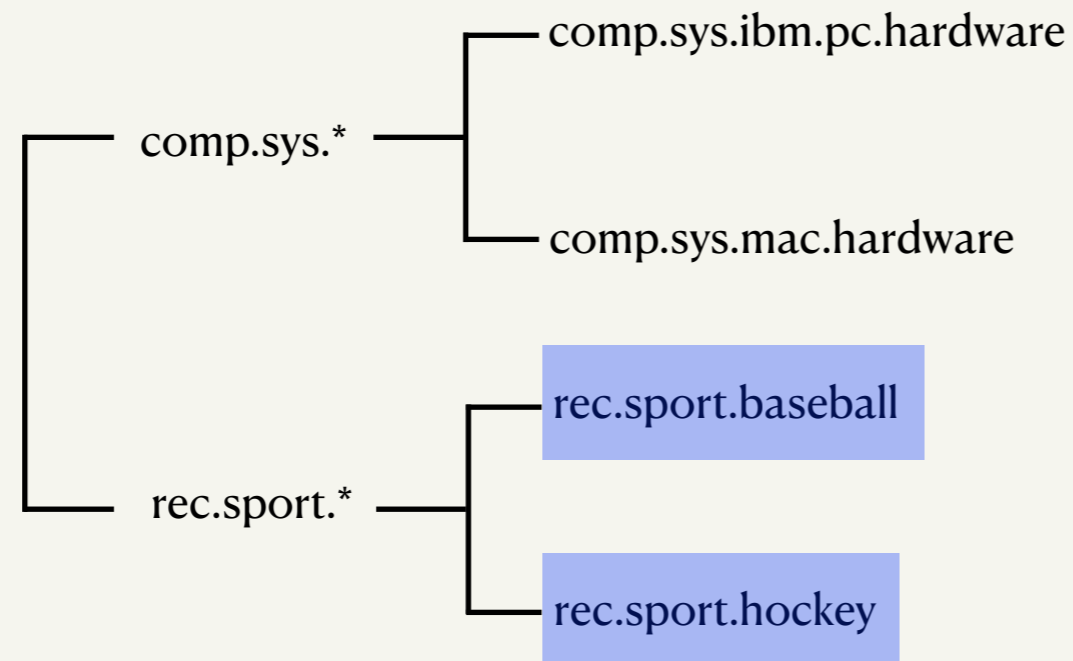 comp.sys.ibm.pc.hardware
comp.sys.*
comp.sys.mac.hardware
rec.sport.baseball
rec.sport.*
rec.sport.hockey